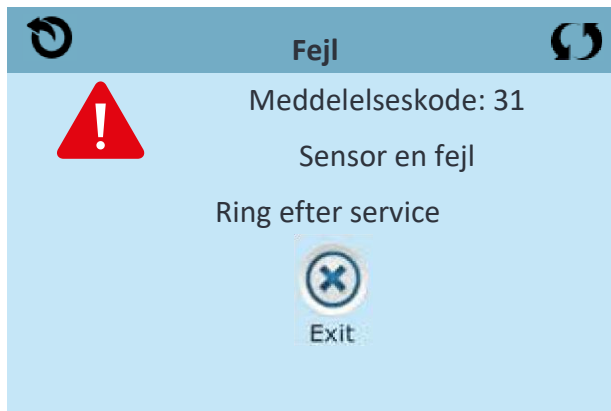 Fejl
Meddelelseskode: 31
Sensor en fejl
Ring efter service
Exit